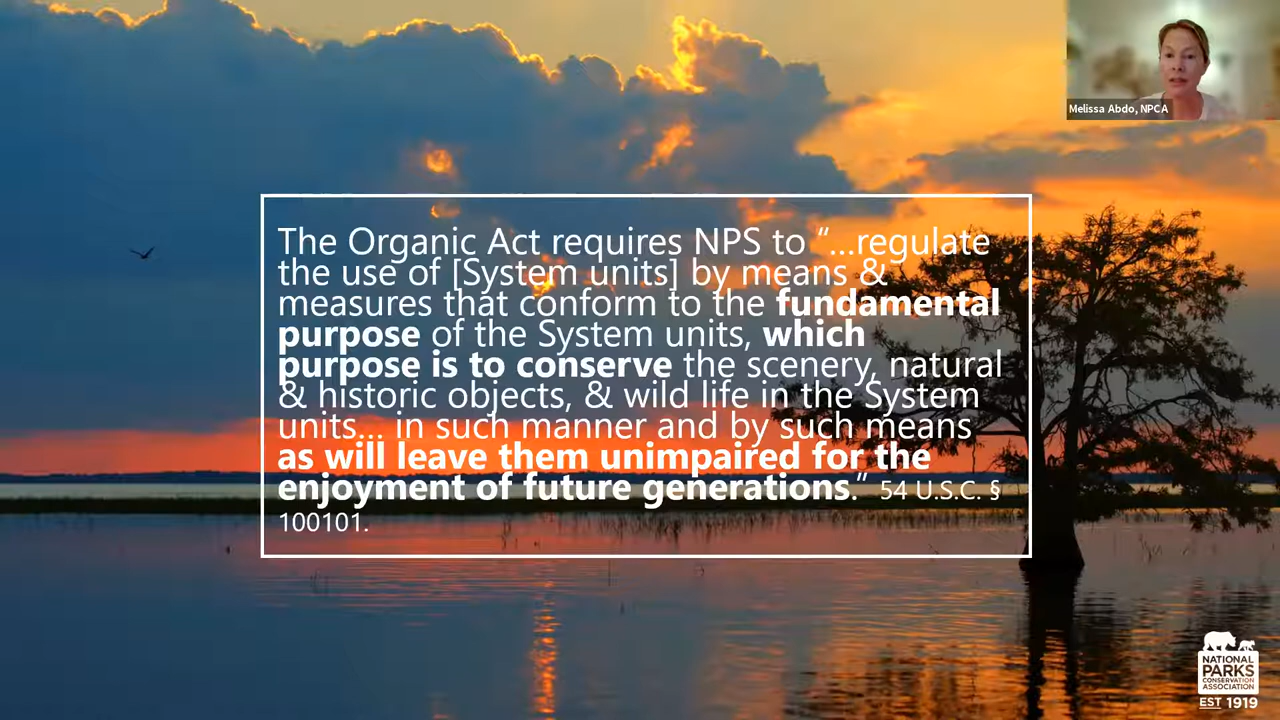 Melissa Abdo, NPCA
The Organic Act requires NPS to “...regulate
the use of [System units] by means &
measures that conform to the fundamental
purpose of the System units, which
purpose is to conserve the scenery, natural
& historic objects, & wild life in the System
units... in such manner and by such means
as will leave them unimpaired for the
enjoyment of future generations.” 54 U.S.C. §
100101.
NATIONAL
PARKS
CONSERVATION
ASSOCIATION
EST 1919